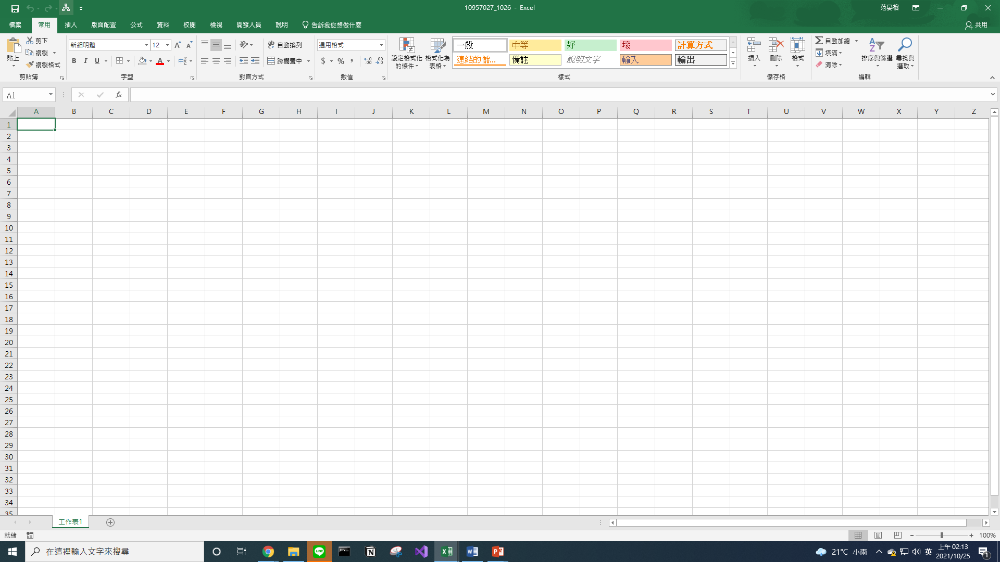 10957027_1026 - Excel
范晏榕
檔案 常用 插入 版面配置 公式 資料 校閱 檢視 開發人員 說明 告訴我您想做什麼 共用
貼上 剪下 複製 複製格式 剪貼簿
新細明體 12 B I U A 中 字型
ab 自動換列 跨欄置中 對齊方式
通用格式 $ % , 數值
設定格式化的條件 格式化為表格
一般 中等 好 壞 計算方式
連結的儲... 備註 說明文字 輸入 輸出
樣式
插入 刪除 格式 儲存格
Σ 自動加總 填滿 清除 排序與篩選 尋找與選取 編輯
A1 fx
A B C D E F G H I J K L M N O P Q R S T U V W X Y Z
1
2
3
4
5
6
7
8
9
10
11
12
13
14
15
16
17
18
19
20
21
22
23
24
25
26
27
28
29
30
31
32
33
34
35
工作表1
就緒 100%
在這裡輸入文字來搜尋 LINE 21°C 小雨 英 上午 02:13
2021/10/25 1